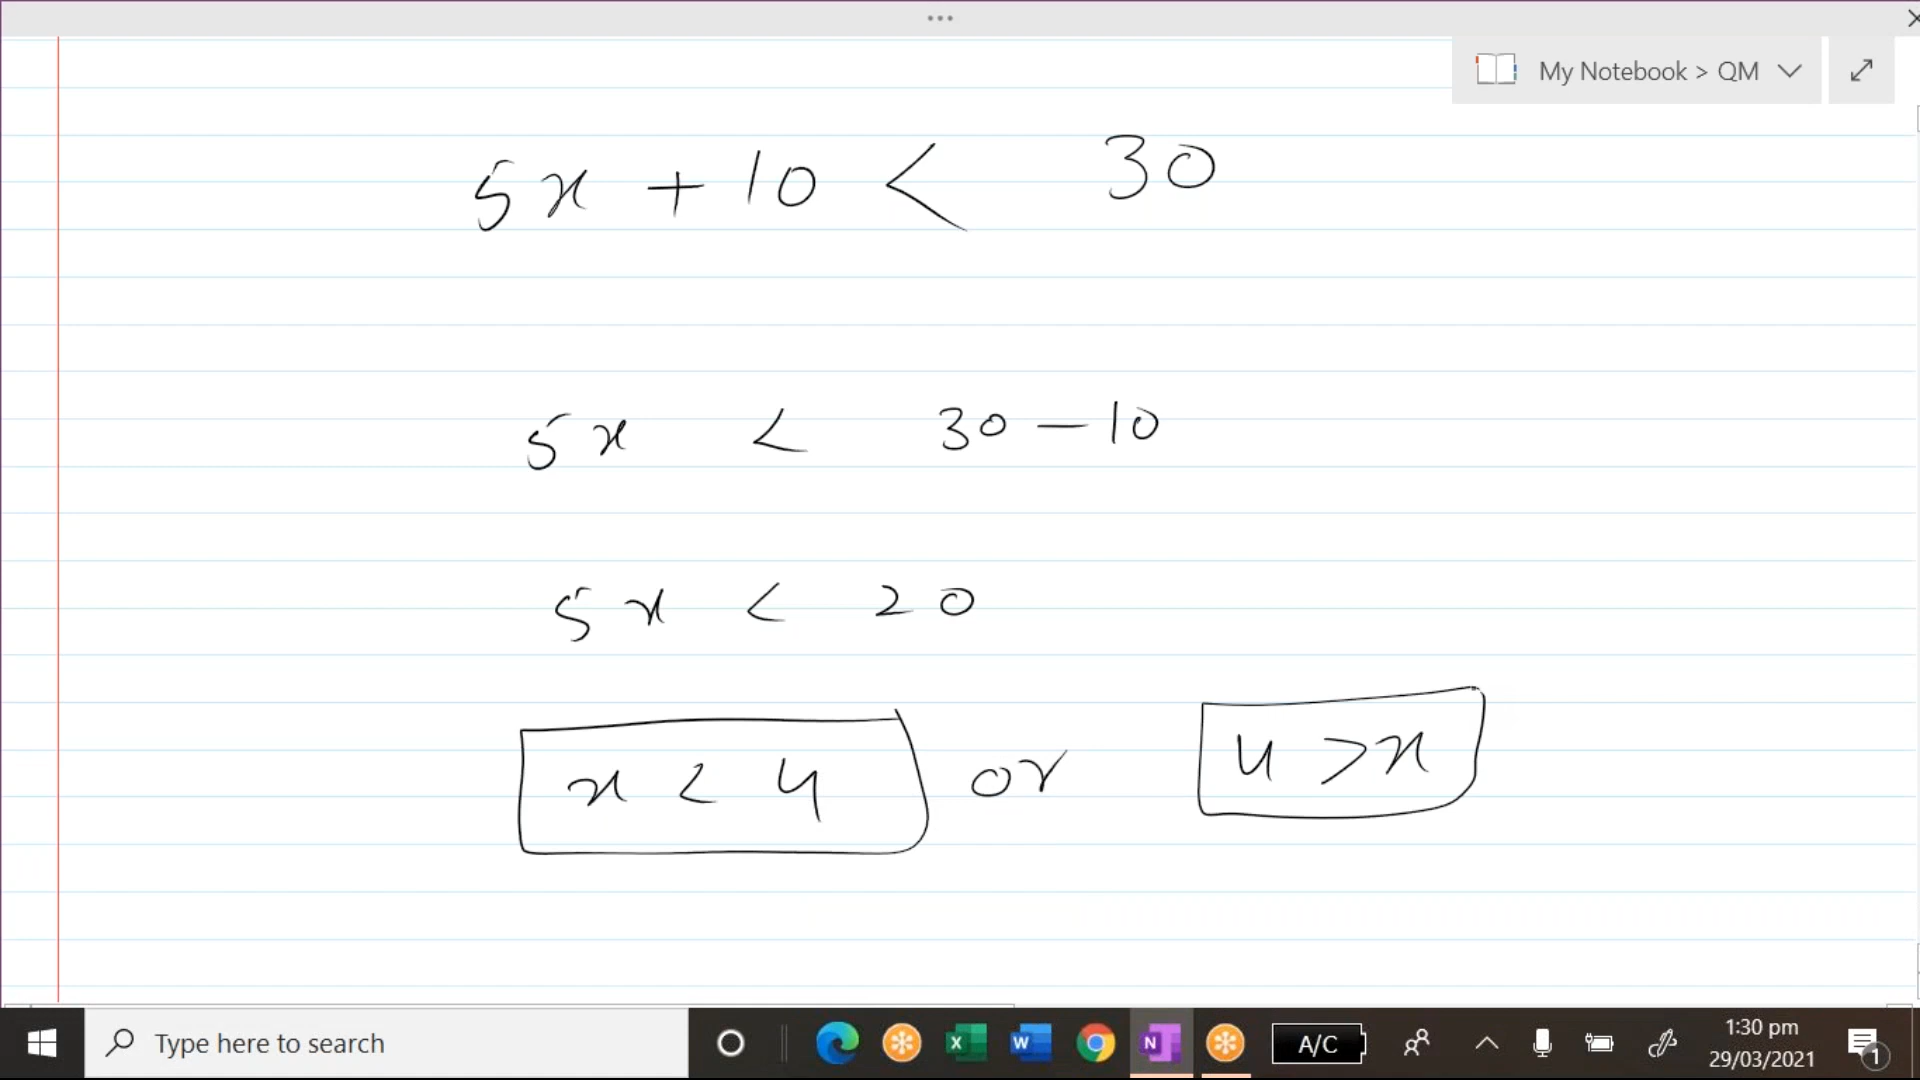 My Notebook > QM
5x + 10 < 30
5x < 30 - 10
5x < 20
x < 4 or 4 > x
Type here to search
A/C
1:30 pm
29/03/2021
1